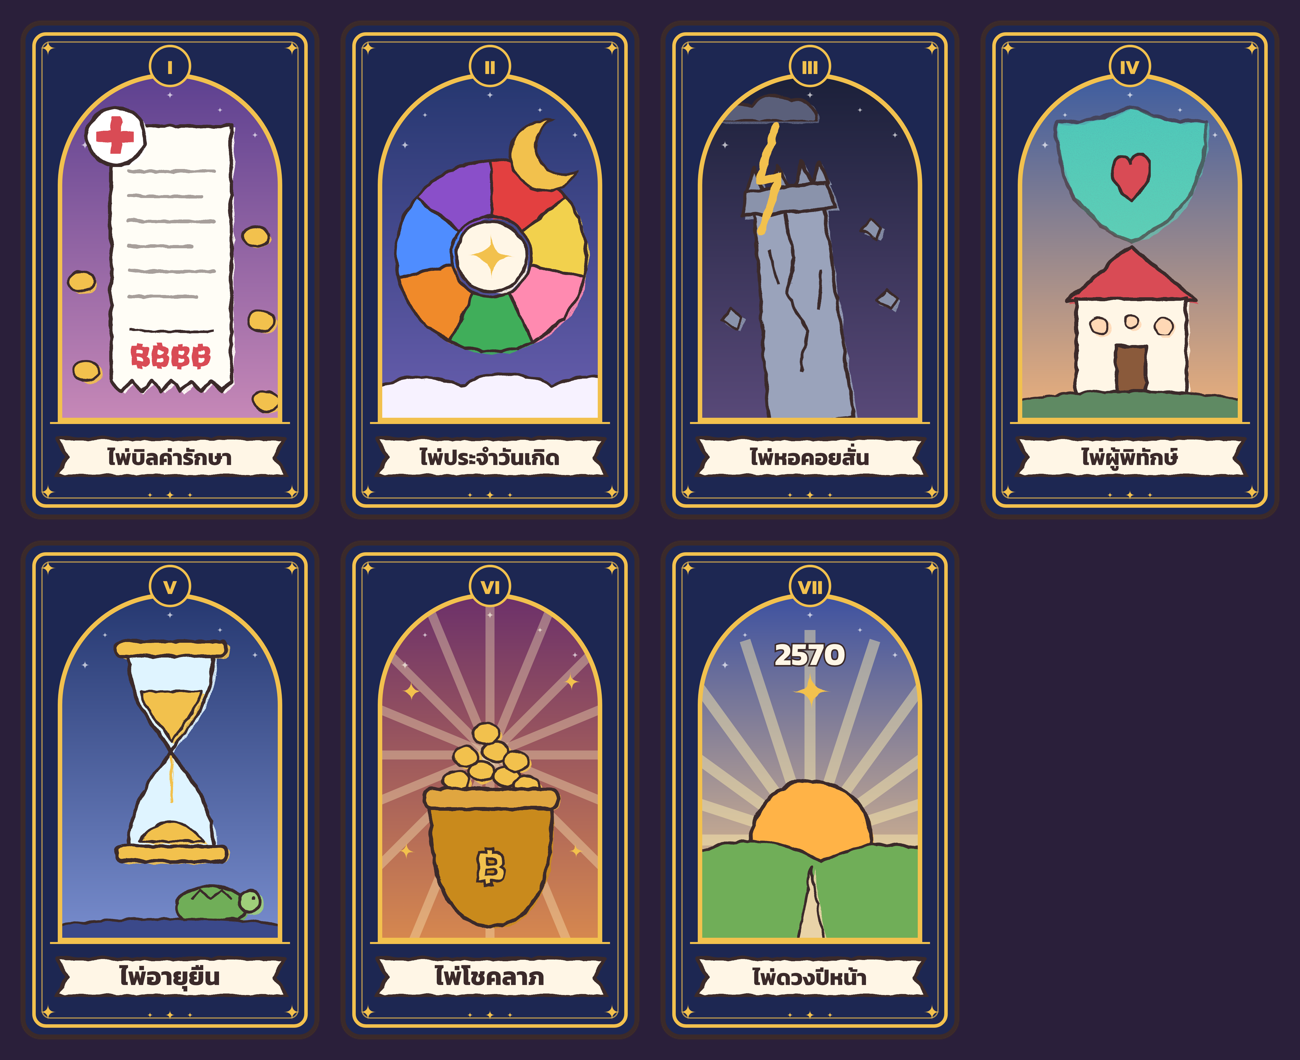 I
฿฿฿฿
ไพ่บิลค่ารักษา
II
ไพ่ประจำวันเกิด
III
ไพ่หอคอยสั่น
IV
ไพ่ผู้พิทักษ์
V
ไพ่อายุยืน
VI
฿
ไพ่โชคลาภ
VII
2570
ไพ่ดวงปีหน้า